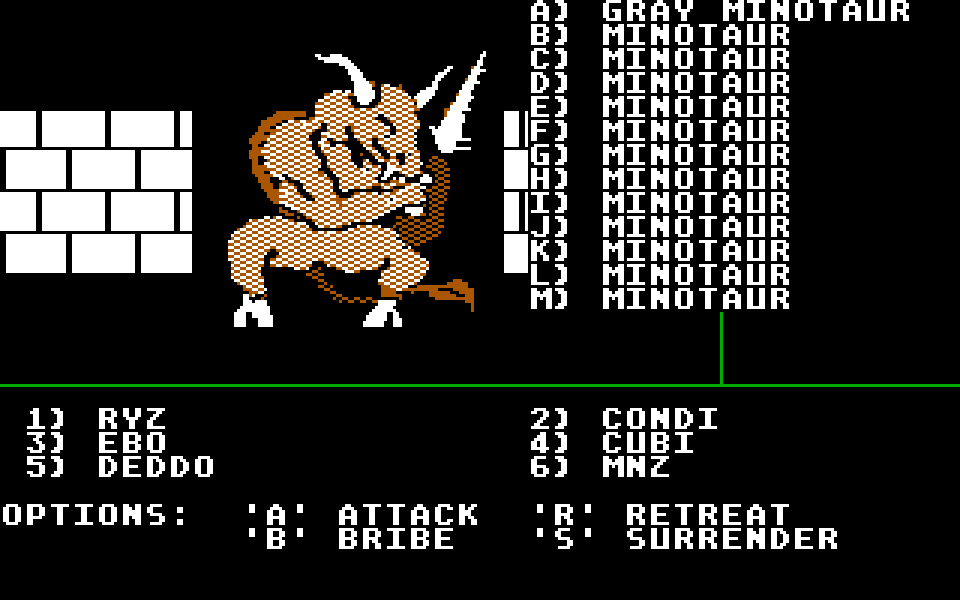 A) GRAY MINOTAUR
B) MINOTAUR
C) MINOTAUR
D) MINOTAUR
E) MINOTAUR
F) MINOTAUR
G) MINOTAUR
H) MINOTAUR
I) MINOTAUR
J) MINOTAUR
K) MINOTAUR
L) MINOTAUR
M) MINOTAUR
1) RYZ 2) CONDI
3) EBO 4) CUBI
5) DEDDO 6) MNZ
OPTIONS: 'A' ATTACK 'R' RETREAT
'B' BRIBE 'S' SURRENDER